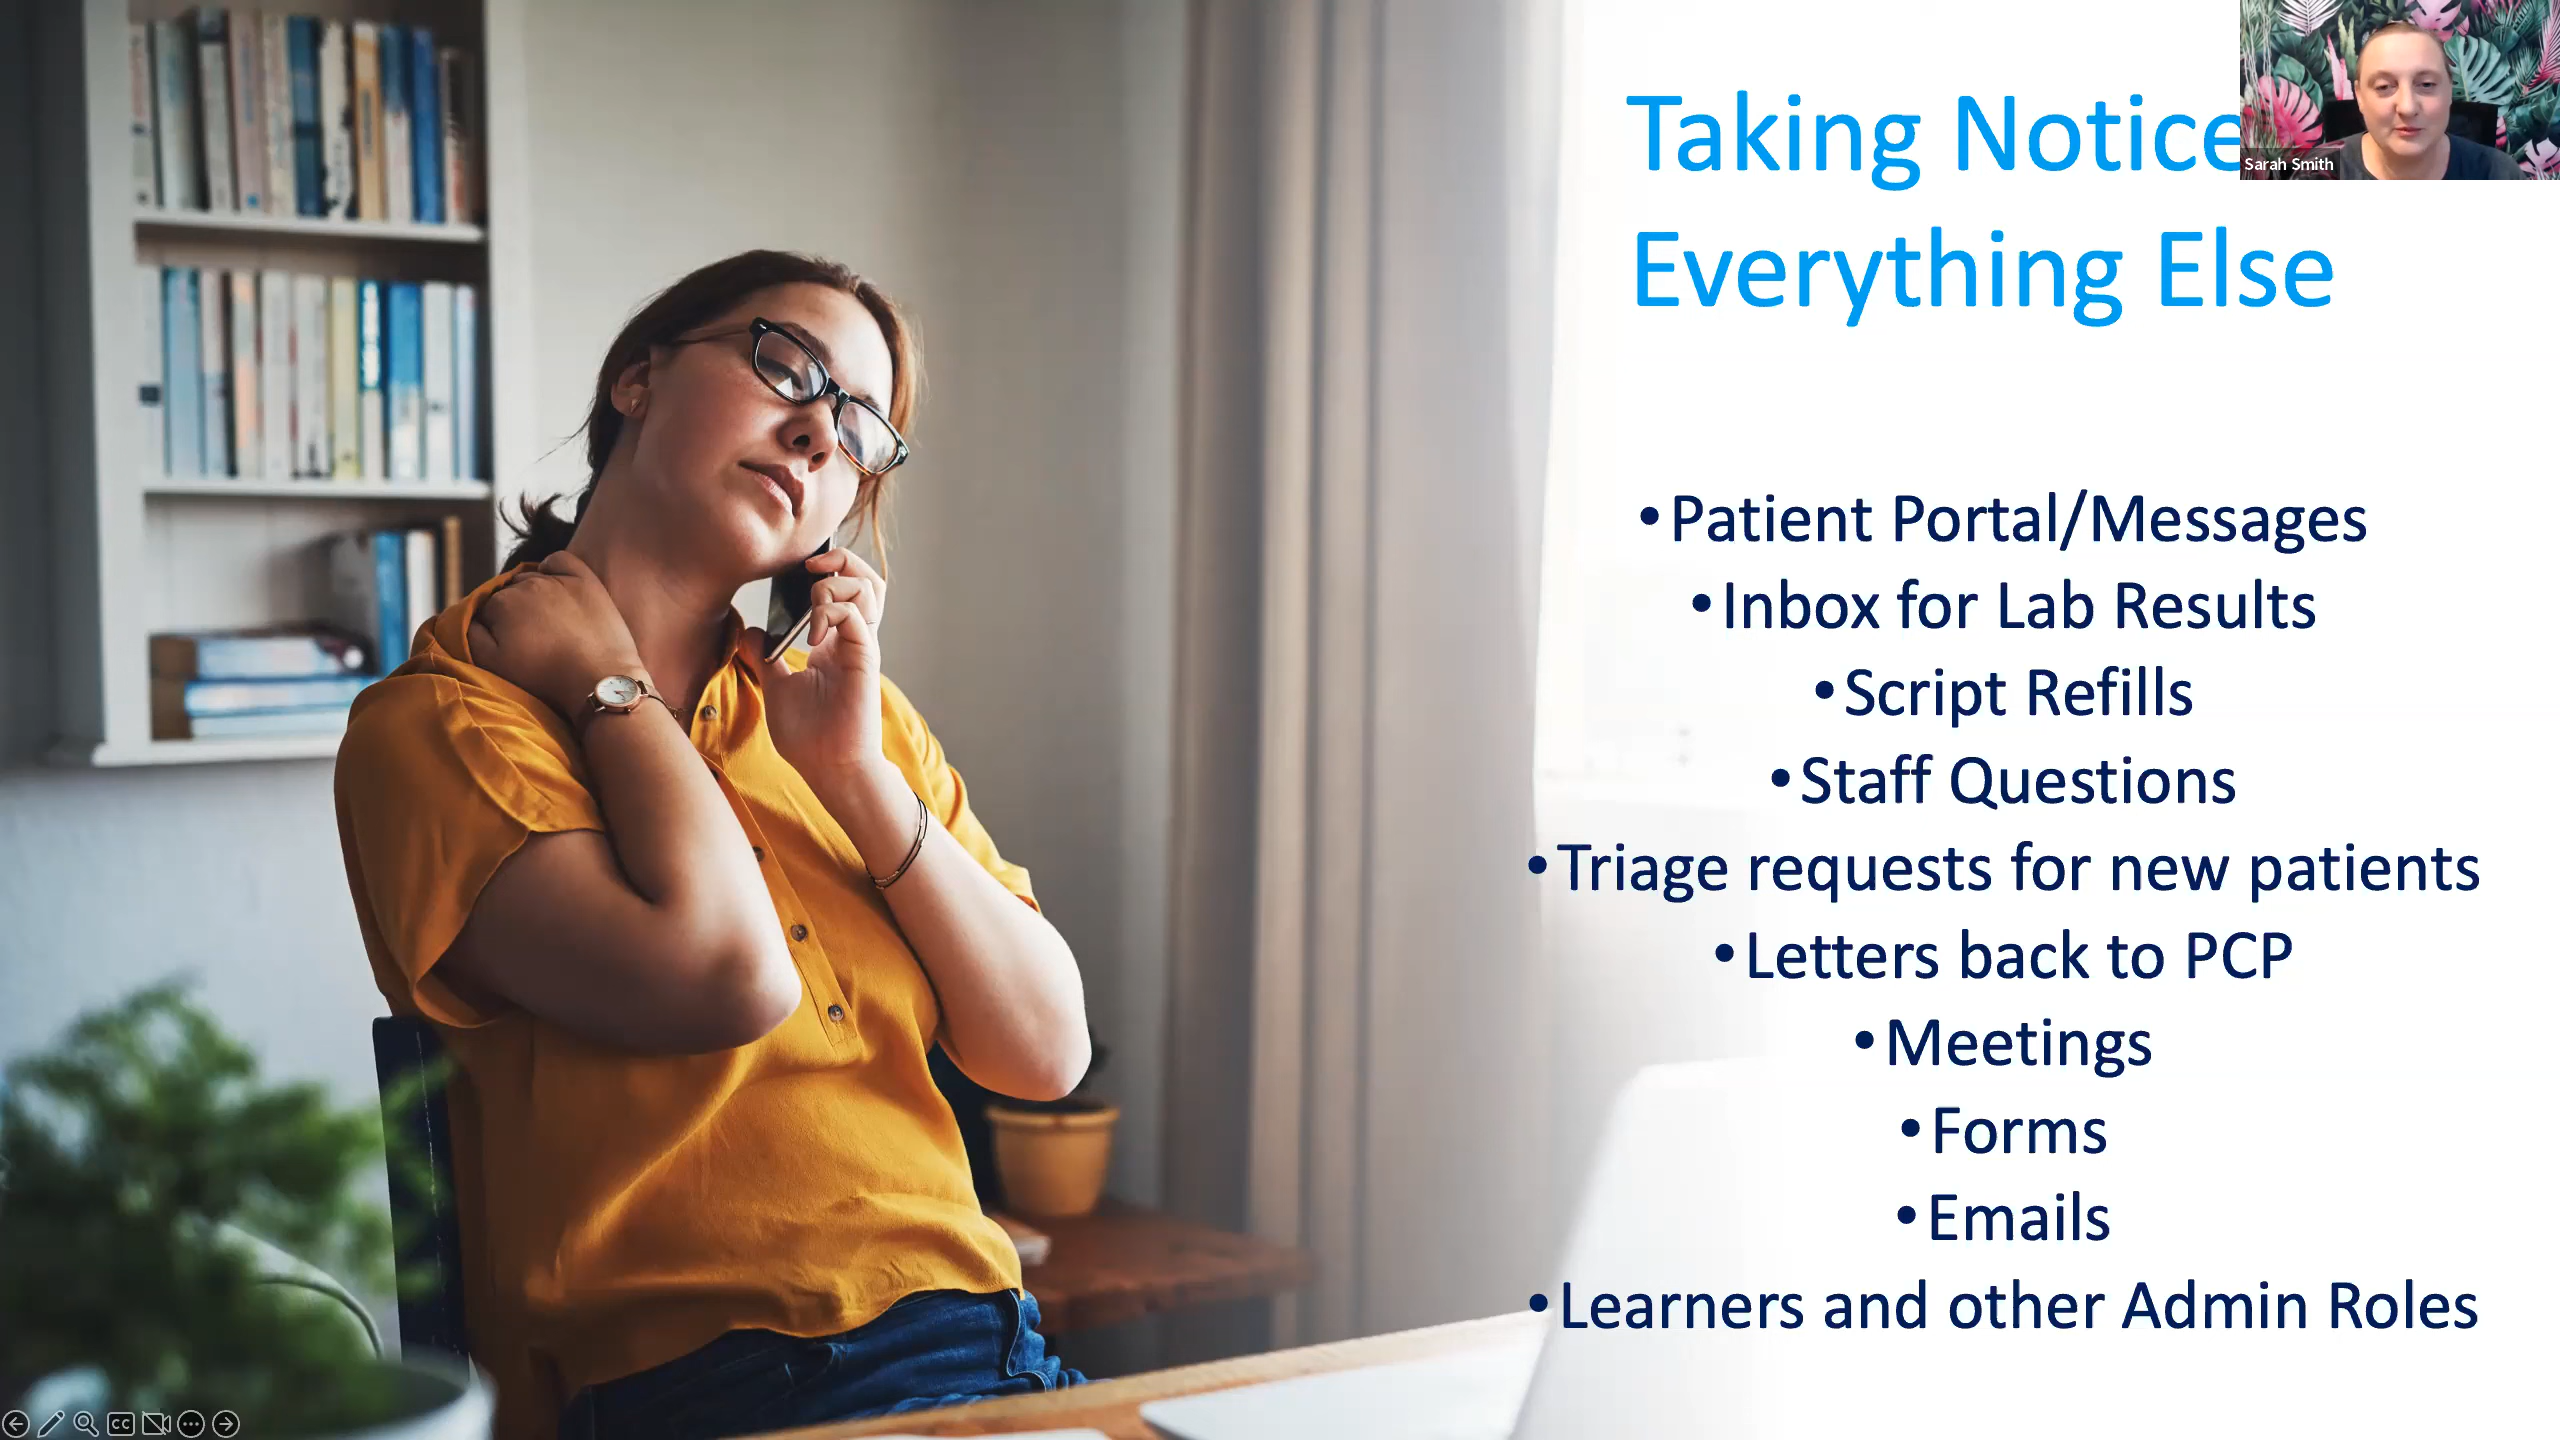 Taking Notice
Sarah Smith
Everything Else
•Patient Portal/Messages
•Inbox for Lab Results
•Script Refills
•Staff Questions
•Triage requests for new patients
•Letters back to PCP
•Meetings
•Forms
•Emails
•Learners and other Admin Roles
CC